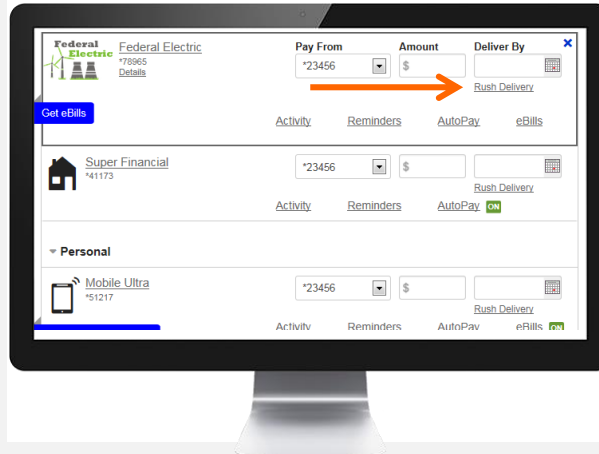 Federal
Electric
Federal Electric
*78965
Details
Pay From
Amount
Deliver By
×
*23456
$
Rush Delivery
Get eBills
Activity
Reminders
AutoPay
eBills
Super Financial
*41173
*23456
$
Rush Delivery
Activity
Reminders
AutoPay ON
Personal
Mobile Ultra
*51217
*23456
$
Rush Delivery
Activity
Reminders
AutoPay
eBills ON